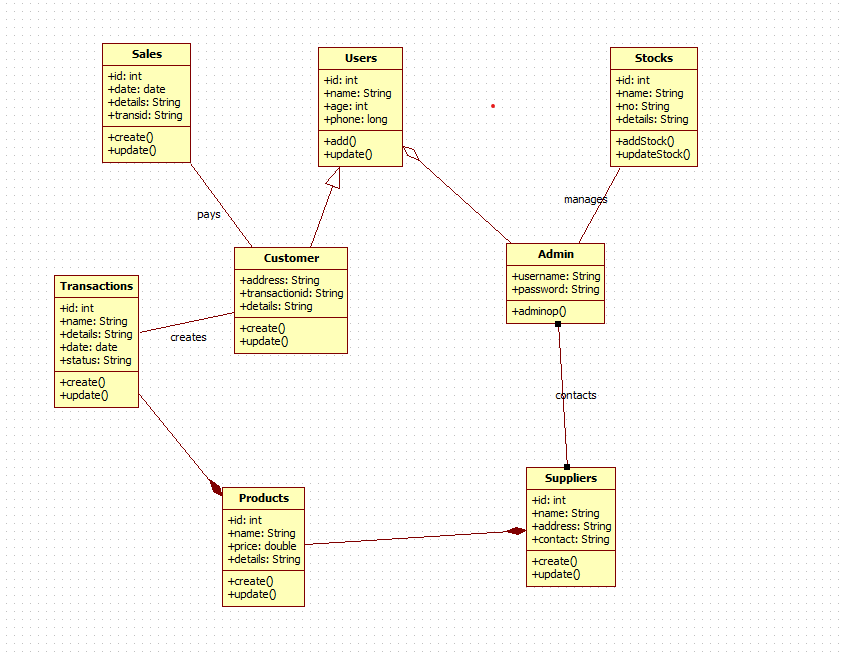 Sales
+id: int
+date: date
+details: String
+transid: String
+create()
+update()
Users
+id: int
+name: String
+age: int
+phone: long
+add()
+update()
Stocks
+id: int
+name: String
+no: String
+details: String
+addStock()
+updateStock()
pays
manages
Customer
+address: String
+transactionid: String
+details: String
+create()
+update()
Admin
+username: String
+password: String
+adminop()
Transactions
+id: int
+name: String
+details: String
+date: date
+status: String
+create()
+update()
creates
contacts
Products
+id: int
+name: String
+price: double
+details: String
+create()
+update()
Suppliers
+id: int
+name: String
+address: String
+contact: String
+create()
+update()